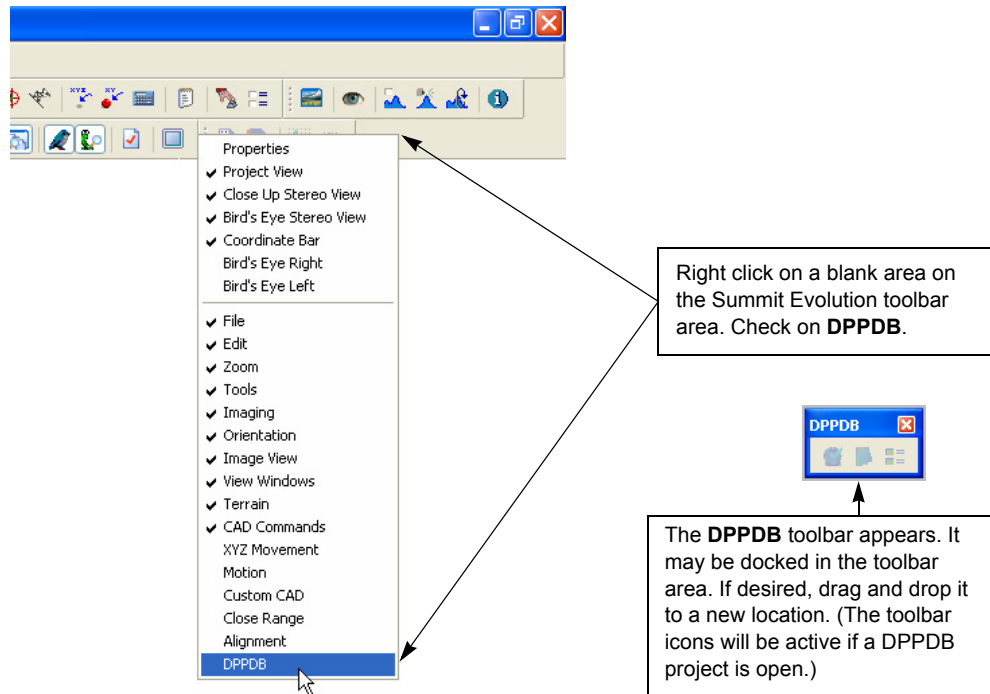 Properties
Project View
Close Up Stereo View
Bird's Eye Stereo View
Coordinate Bar
Bird's Eye Right
Bird's Eye Left
File
Edit
Zoom
Tools
Imaging
Orientation
Image View
View Windows
Terrain
CAD Commands
XYZ Movement
Motion
Custom CAD
Close Range
Alignment
DPPDB
Right click on a blank area on
the Summit Evolution toolbar
area. Check on DPPDB.
DPPDB
The DPPDB toolbar appears. It
may be docked in the toolbar
area. If desired, drag and drop it
to a new location. (The toolbar
icons will be active if a DPPDB
project is open.)